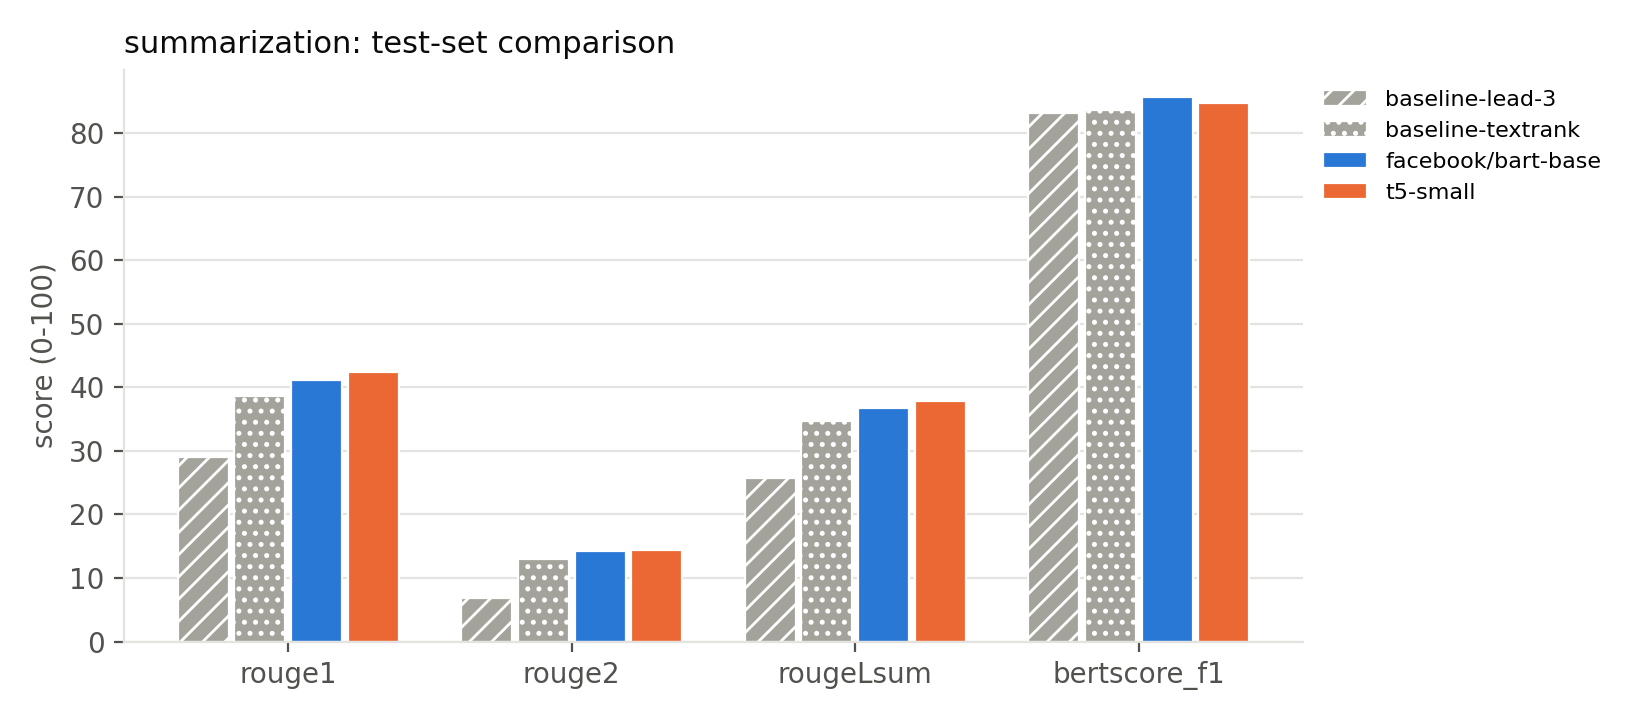 summarization: test-set comparison
score (0-100)
80
70
60
50
40
30
20
10
0
rouge1
rouge2
rougeLsum
bertscore_f1
baseline-lead-3
baseline-textrank
facebook/bart-base
t5-small